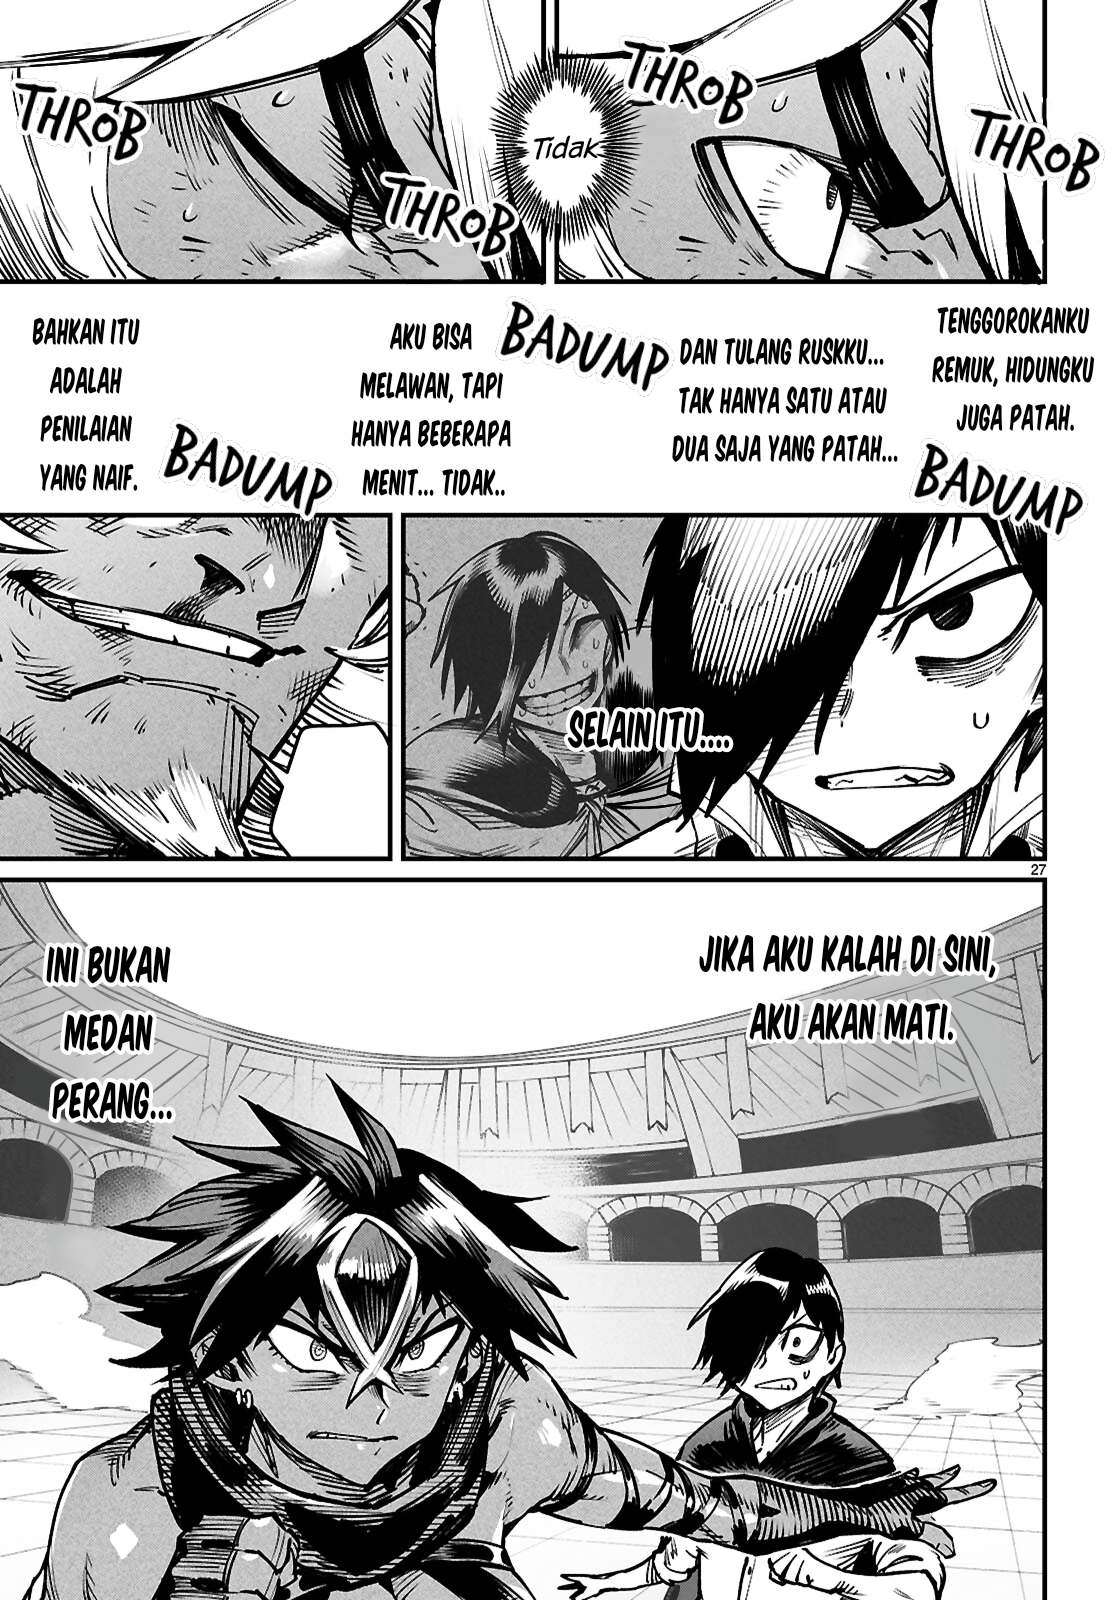 THROB
THROB
Tidak
THROB
THROB
TENGGOROKANKU
REMUK, HIDUNGKU
JUGA PATAH.
BADUMP
DAN TULANG RUSKKU...
TAK HANYA SATU ATAU
DUA SAJA YANG PATAH...
BADUMP
AKU BISA
MELAWAN, TAPI
HANYA BEBERAPA
MENIT... TIDAK..
BADUMP
BAHKAN ITU
ADALAH
PENILAIAN
YANG NAIF.
SELAIN ITU....
27
JIKA AKU KALAH DI SINI,
AKU AKAN MATI.
INI BUKAN
MEDAN
PERANG...